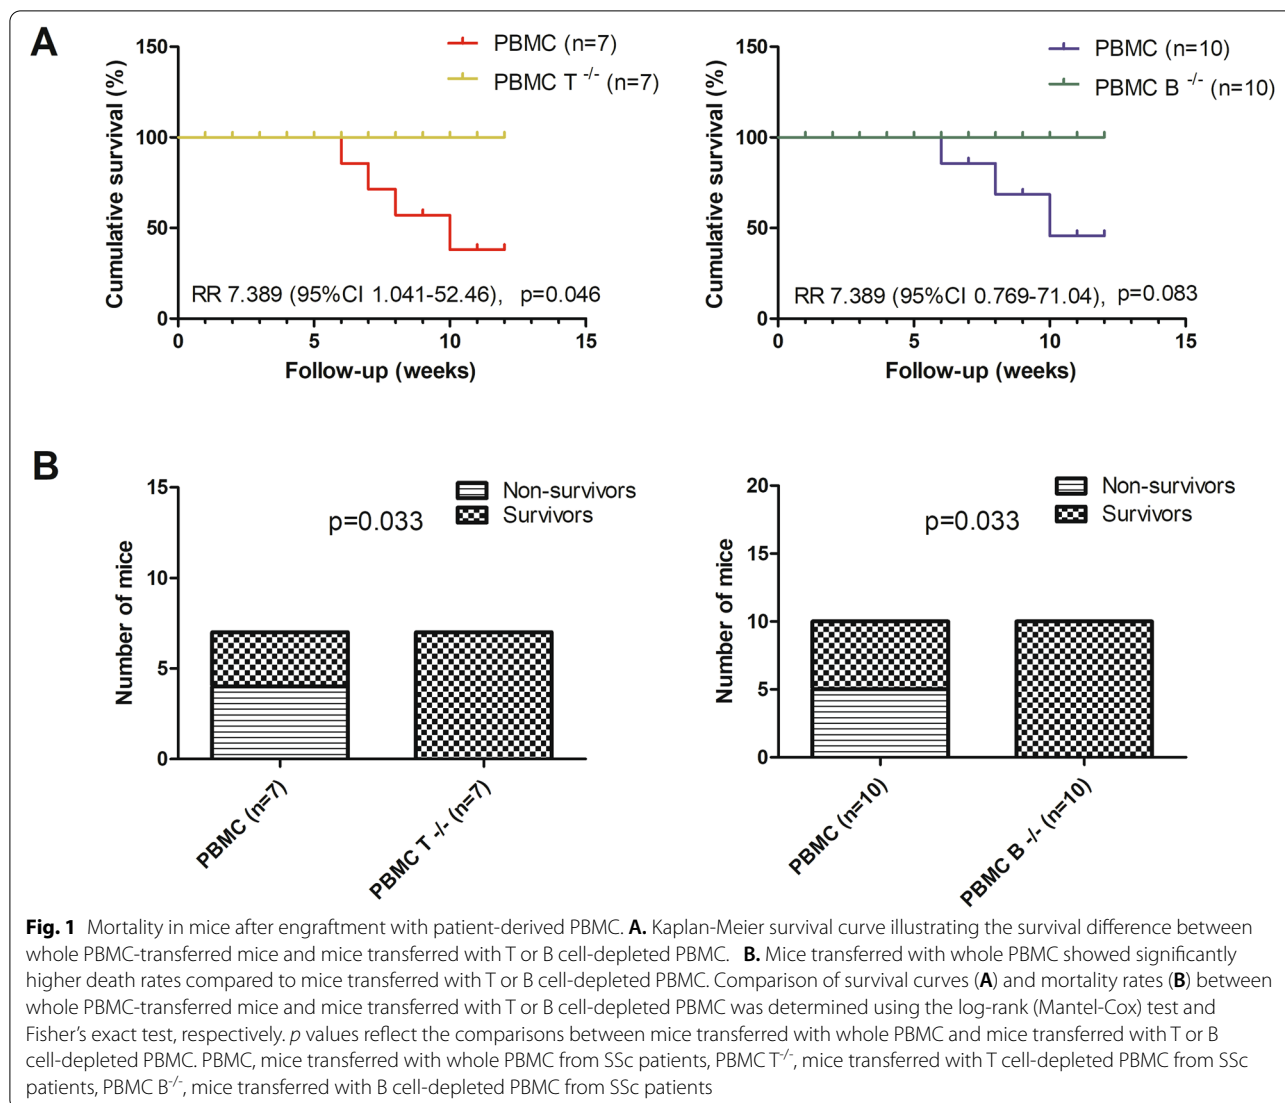 A
150
100
50
0
Cumulative survival (%)
PBMC (n=7)
PBMC T -/- (n=7)
RR 7.389 (95%CI 1.041-52.46), p=0.046
0 5 10 15
Follow-up (weeks)
150
100
50
0
Cumulative survival (%)
PBMC (n=10)
PBMC B -/- (n=10)
RR 7.389 (95%CI 0.769-71.04), p=0.083
0 5 10 15
Follow-up (weeks)
B
15
10
5
0
Number of mice
Non-survivors
Survivors
p=0.033
PBMC (n=7)
PBMC T -/- (n=7)
20
15
10
5
0
Number of mice
Non-survivors
Survivors
p=0.033
PBMC (n=10)
PBMC B -/- (n=10)
Fig. 1 Mortality in mice after engraftment with patient-derived PBMC. A. Kaplan-Meier survival curve illustrating the survival difference between
whole PBMC-transferred mice and mice transferred with T or B cell-depleted PBMC. B. Mice transferred with whole PBMC showed significantly
higher death rates compared to mice transferred with T or B cell-depleted PBMC. Comparison of survival curves (A) and mortality rates (B) between
whole PBMC-transferred mice and mice transferred with T or B cell-depleted PBMC was determined using the log-rank (Mantel-Cox) test and
Fisher's exact test, respectively. p values reflect the comparisons between mice transferred with whole PBMC and mice transferred with T or B
cell-depleted PBMC. PBMC, mice transferred with whole PBMC from SSc patients, PBMC T-/-, mice transferred with T cell-depleted PBMC from SSc
patients, PBMC B-/-, mice transferred with B cell-depleted PBMC from SSc patients